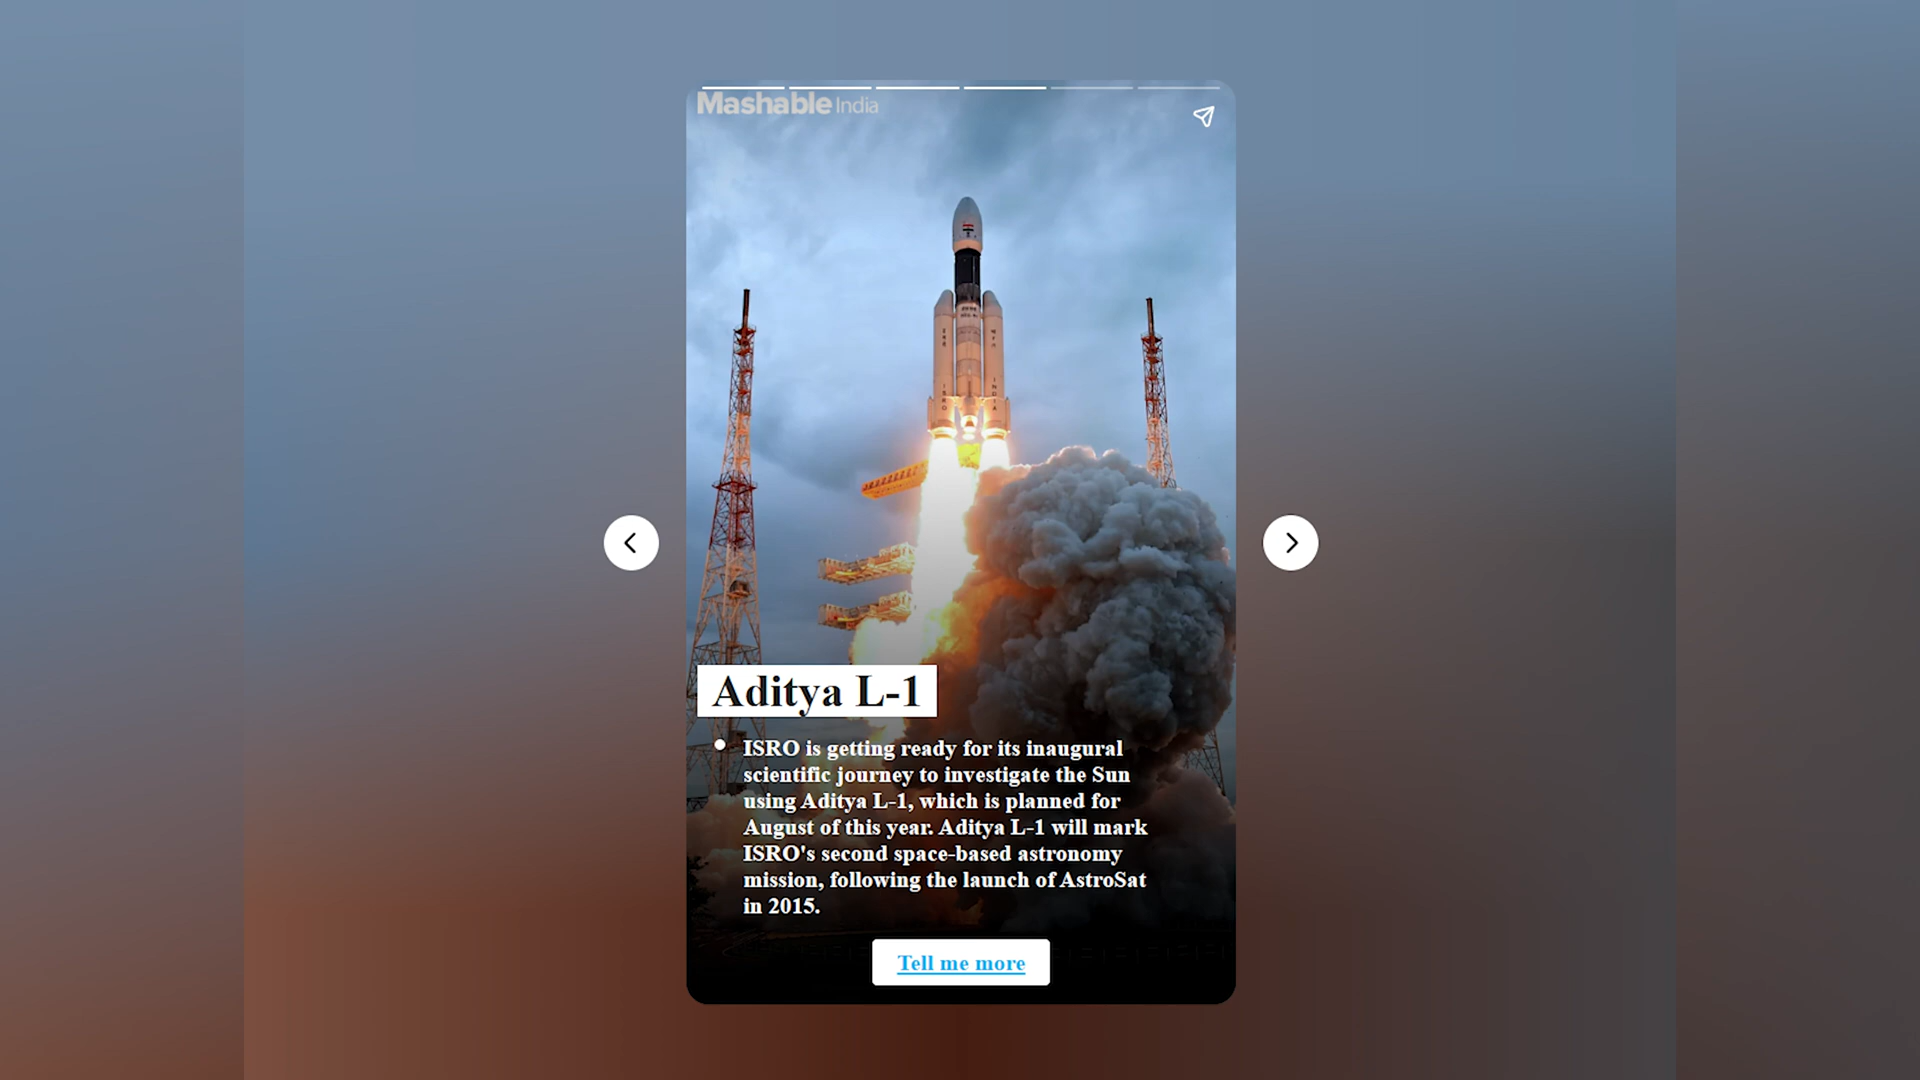 Mashable India
Aditya L-1
ISRO is getting ready for its inaugural
scientific journey to investigate the Sun
using Aditya L-1, which is planned for
August of this year. Aditya L-1 will mark
ISRO's second space-based astronomy
mission, following the launch of AstroSat
in 2015.
Tell me more